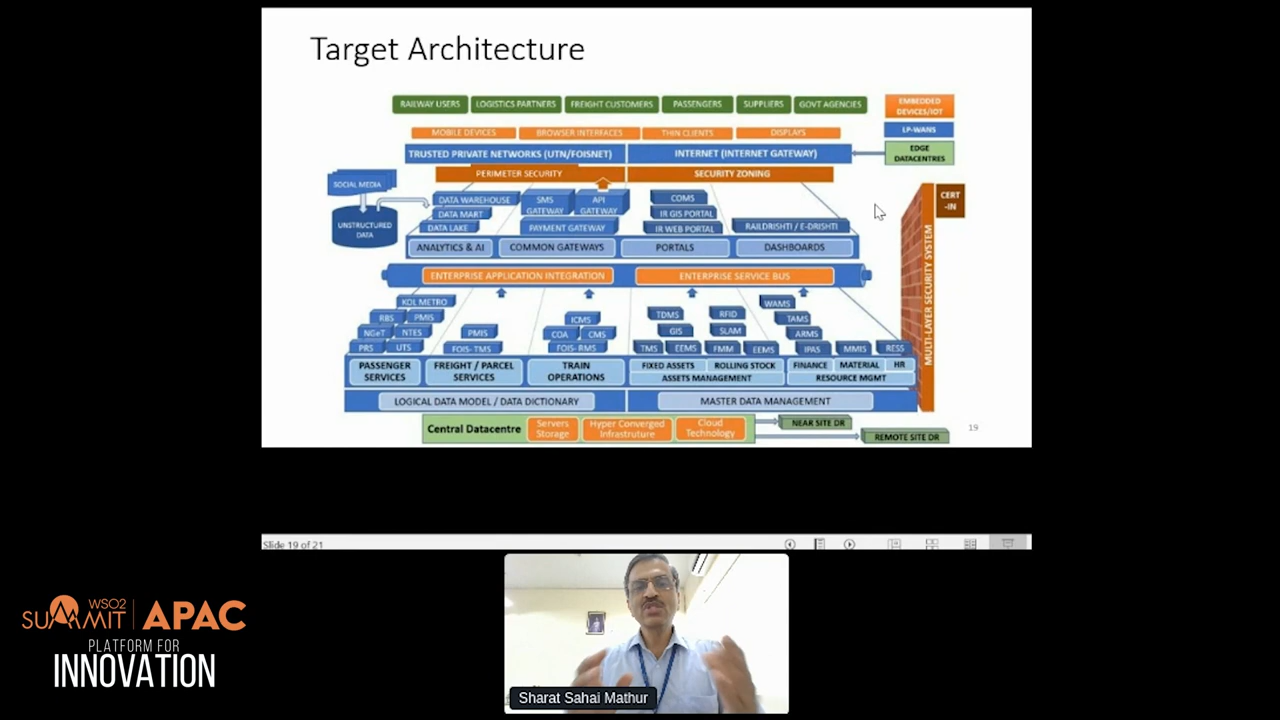 Target Architecture
RAILWAY USERS LOGISTICS PARTNERS FREIGHT CUSTOMERS PASSENGERS SUPPLIERS GOVT AGENCIES
EMBEDDED
DEVICES/IOT
MOBILE DEVICES BROWSER INTERFACES THIN CLIENTS DISPLAYS
LP-WANS
TRUSTED PRIVATE NETWORKS (UTN/FOISNET) INTERNET (INTERNET GATEWAY)
EDGE
DATACENTRES
PERIMETER SECURITY SECURITY ZONING
SOCIAL MEDIA
UNSTRUCTURED
DATA
DATA WAREHOUSE
DATA MART
DATA LAKE
SMS
GATEWAY
API
GATEWAY
PAYMENT GATEWAY
COMS
IR GIS PORTAL
IR WEB PORTAL
RAILDRISHTI / E-DRISHTI
CERT
-IN
ANALYTICS & AI COMMON GATEWAYS PORTALS DASHBOARDS
ENTERPRISE APPLICATION INTEGRATION ENTERPRISE SERVICE BUS
MULTI-LAYER SECURITY SYSTEM
KOL METRO
RBS PMIS
NGeT NTES
PRS UTS
PMIS
FOIS- TMS
ICMS
COA CMS
FOIS- RMS
TDMS RFID
GIS SLAM
TMS EEMS FMM EEMS
WAMS
TAMS
ARMS
IPAS MMIS RESS
PASSENGER
SERVICES
FREIGHT / PARCEL
SERVICES
TRAIN
OPERATIONS
FIXED ASSETS ROLLING STOCK
ASSETS MANAGEMENT
FINANCE MATERIAL HR
RESOURCE MGMT
LOGICAL DATA MODEL / DATA DICTIONARY MASTER DATA MANAGEMENT
Central Datacentre
Servers
Storage
Hyper Converged
Infrastruture
Cloud
Technology
NEAR SITE DR
REMOTE SITE DR
19
Slide 19 of 21
WSO2
SUMMIT APAC
PLATFORM FOR
INNOVATION
Sharat Sahai Mathur